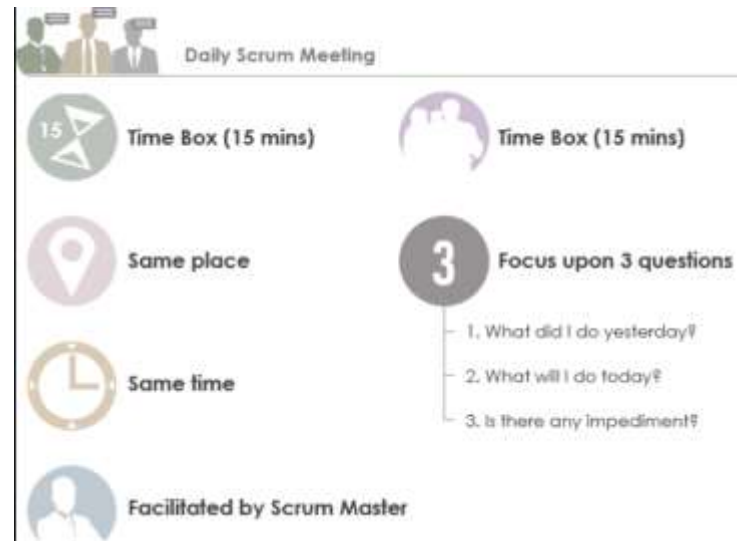 Daily Scrum Meeting
15
Time Box (15 mins)
Same place
Same time
Facilitated by Scrum Master
Time Box (15 mins)
3
Focus upon 3 questions
1. What did I do yesterday?
2. What will I do today?
3. Is there any impediment?